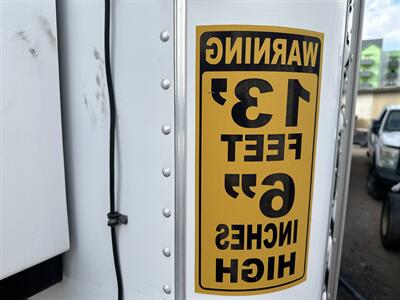 WARNING
13'
FEET
6"
INCHES
HIGH